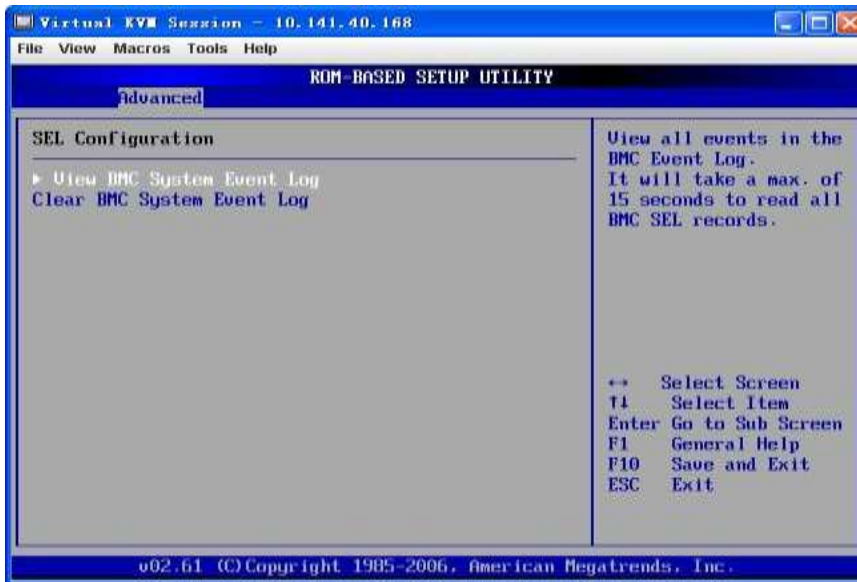 Virtual KVM Session - 10.141.40.168
File View Macros Tools Help
ROM-BASED SETUP UTILITY
Advanced
SEL Configuration
► View BMC System Event Log
Clear BMC System Event Log
View all events in the
BMC Event Log.
It will take a max. of
15 seconds to read all
BMC SEL records.
↔ Select Screen
↑↓ Select Item
Enter Go to Sub Screen
F1 General Help
F10 Save and Exit
ESC Exit
v02.61 (C)Copyright 1985-2006, American Megatrends, Inc.